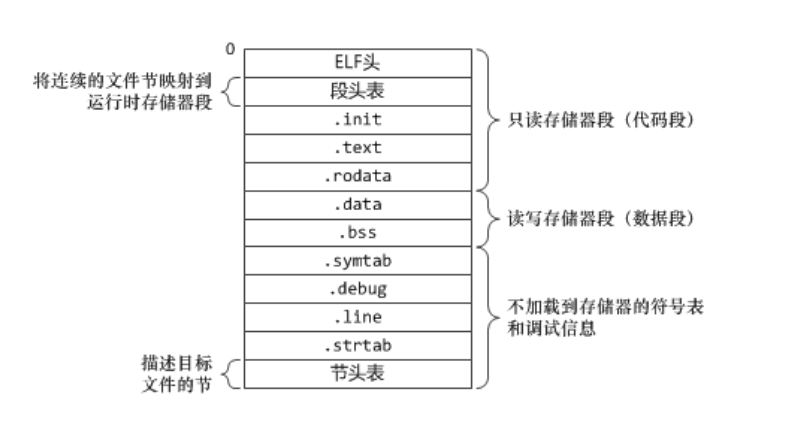 0
ELF头
将连续的文件节映射到
运行时存储器段
段头表
.init
只读存储器段（代码段）
.text
.rodata
.data
读写存储器段（数据段）
.bss
.symtab
.debug
不加载到存储器的符号表
和调试信息
.line
.strtab
描述目标
文件的节
节头表